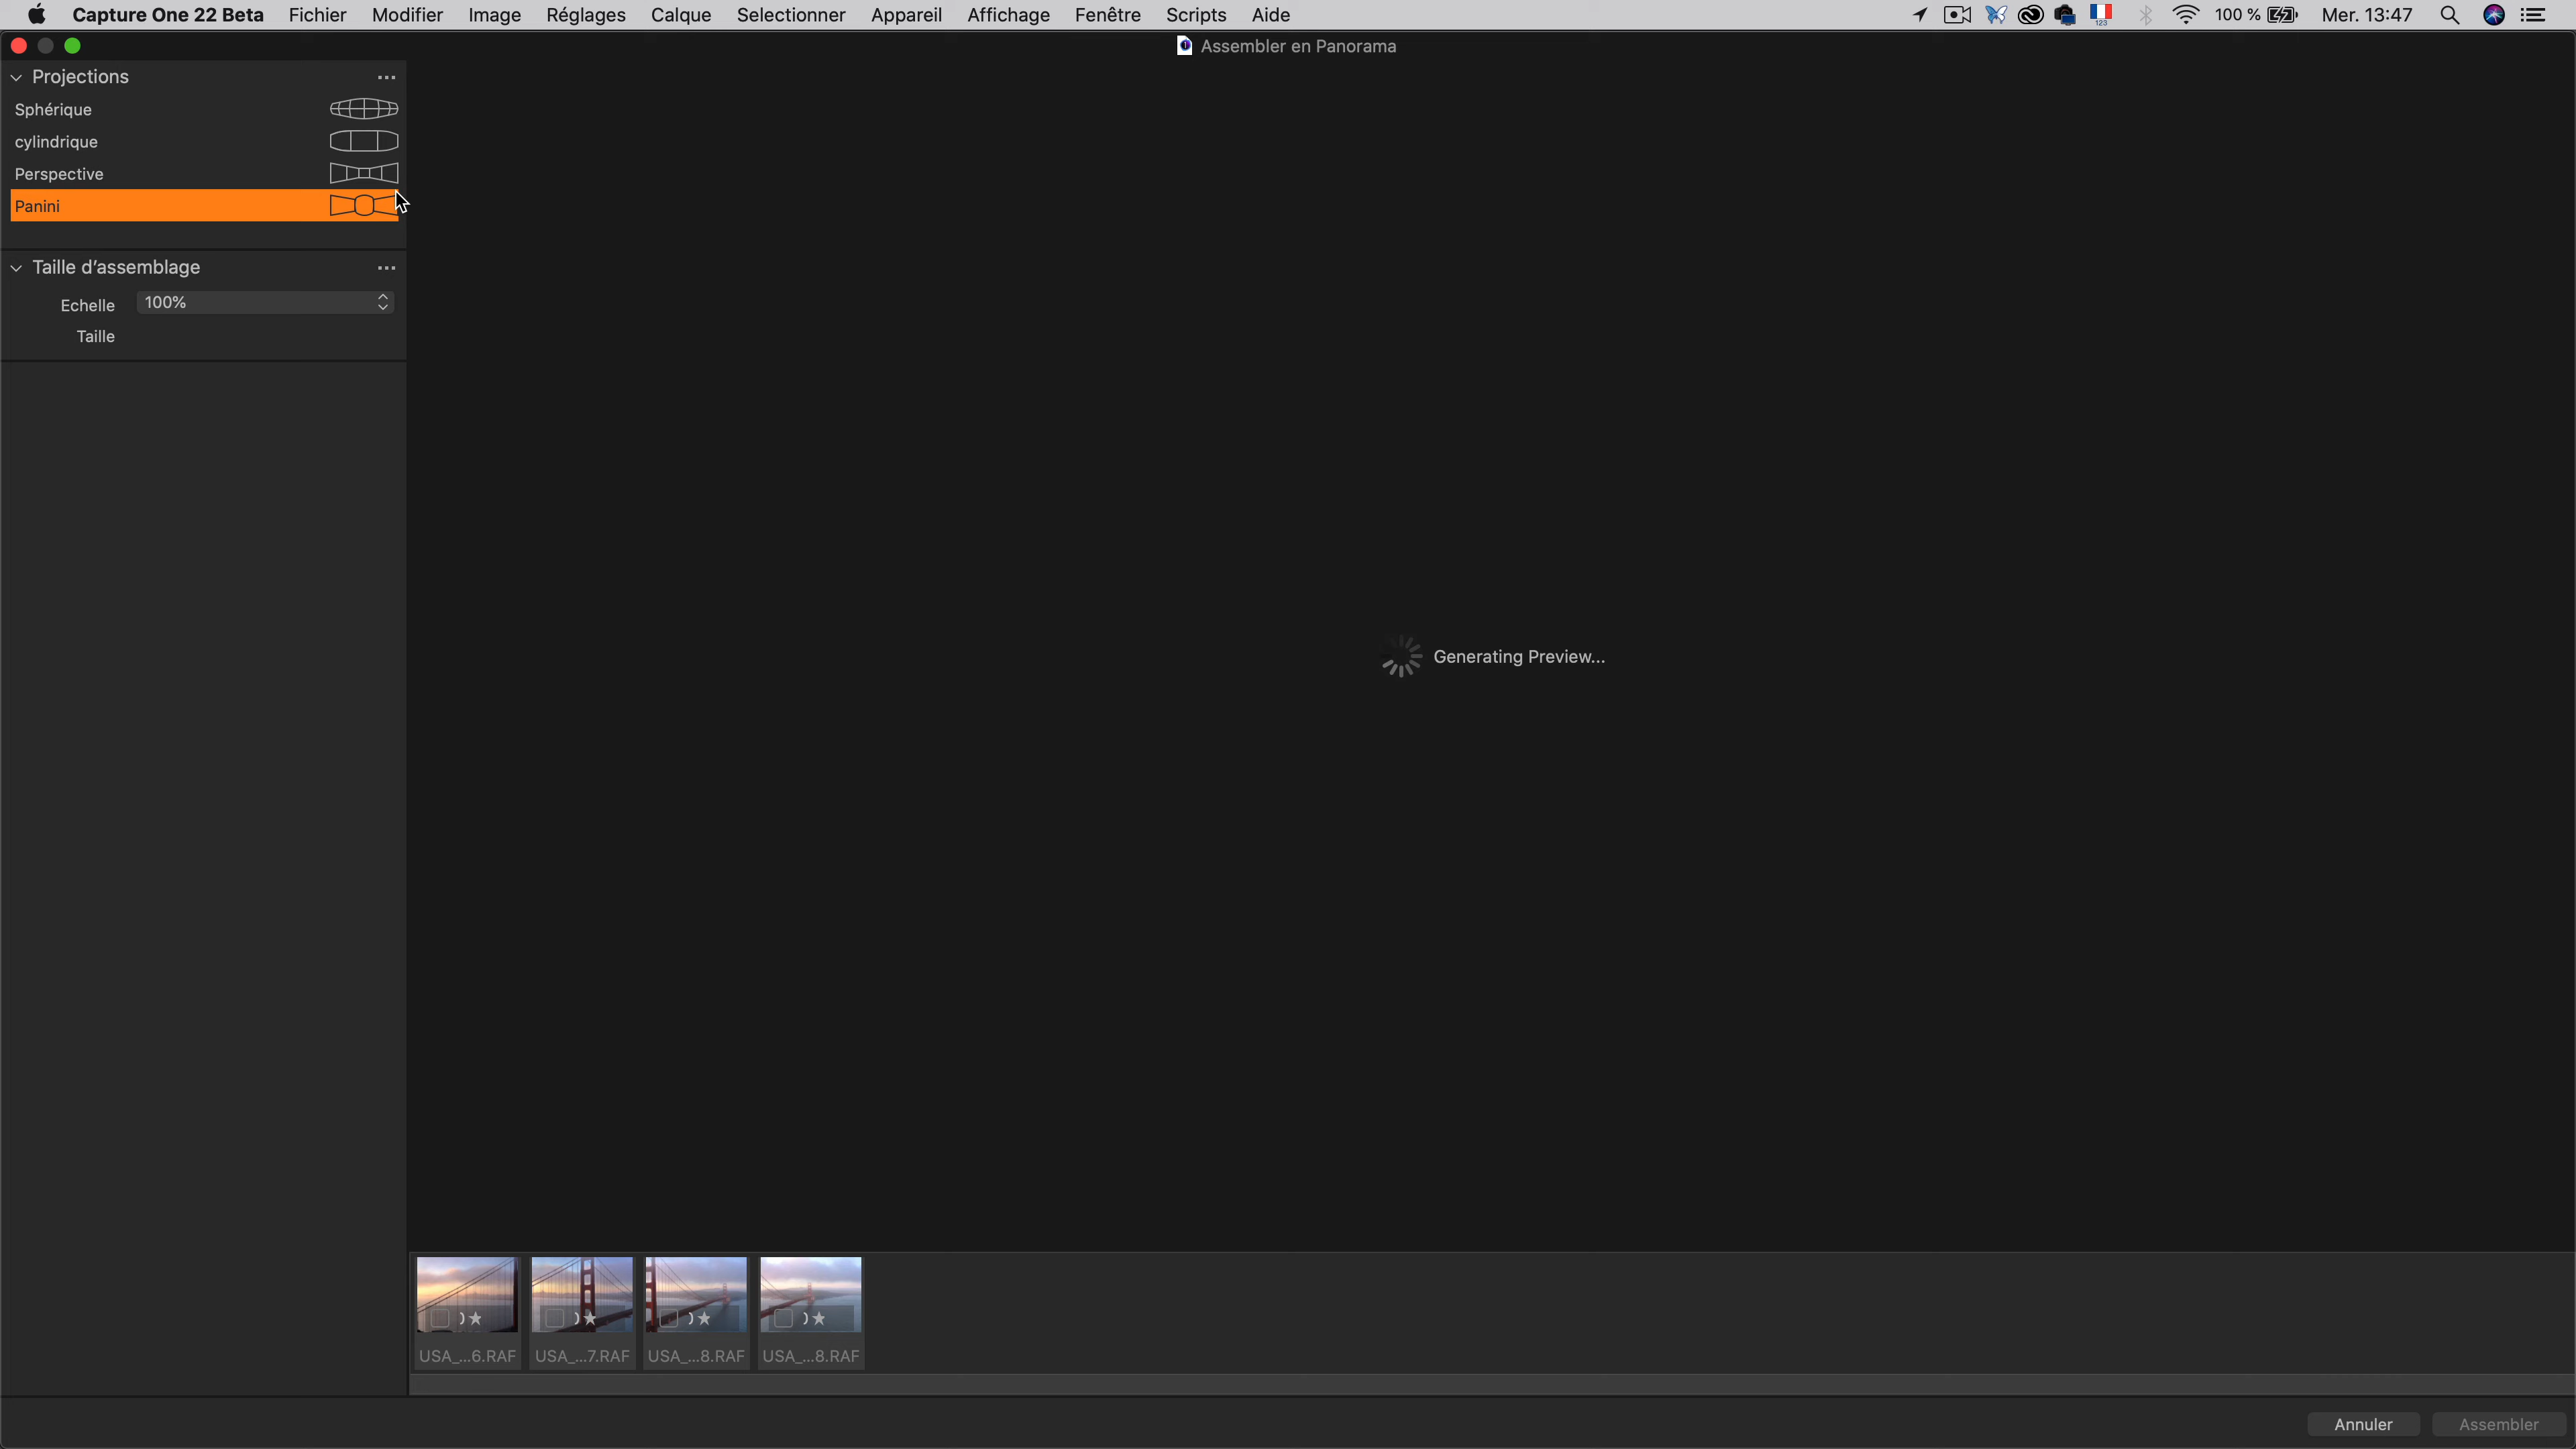 Capture One 22 Beta Fichier Modifier Image Réglages Calque Selectionner Appareil Affichage Fenêtre Scripts Aide 123 100 % Mer. 13:47
Assembler en Panorama
Projections
Sphérique
cylindrique
Perspective
Panini
Taille d’assemblage
Echelle 100%
Taille
Generating Preview...
USA_...6.RAF USA_...7.RAF USA_...8.RAF USA_...8.RAF
Annuler Assembler